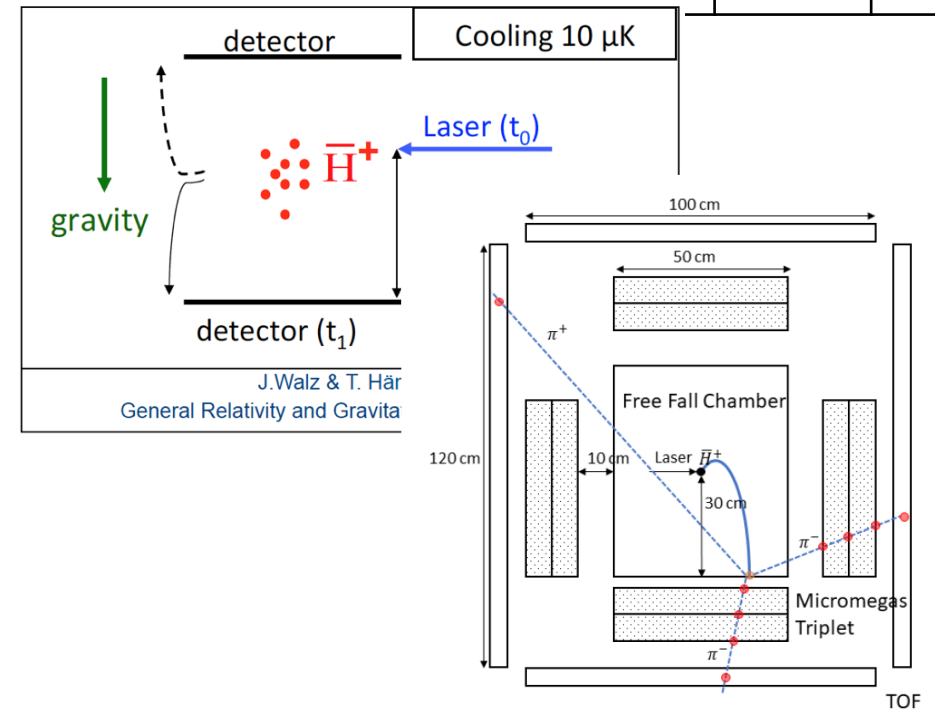 detector
Cooling 10 μK
Laser (t₀)
H̅⁺
gravity
detector (t₁)
J.Walz & T. Här
General Relativity and Gravita
100 cm
50 cm
π⁺
Free Fall Chamber
120 cm
10 cm
Laser H̅⁺
30 cm
π⁻
Micromegas
Triplet
π⁻
TOF